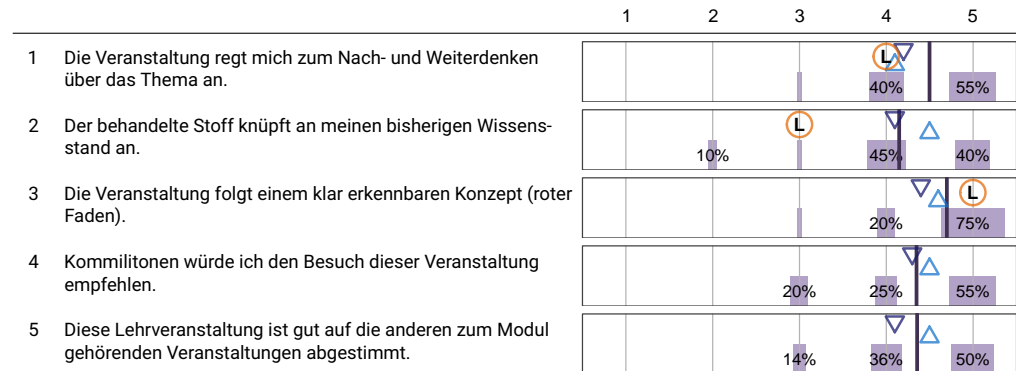 1 2 3 4 5
1 Die Veranstaltung regt mich zum Nach- und Weiterdenken
über das Thema an.
L
40% 55%
2 Der behandelte Stoff knüpft an meinen bisherigen Wissens-
stand an.
L
10% 45% 40%
3 Die Veranstaltung folgt einem klar erkennbaren Konzept (roter
Faden).
L
20% 75%
4 Kommilitonen würde ich den Besuch dieser Veranstaltung
empfehlen.
20% 25% 55%
5 Diese Lehrveranstaltung ist gut auf die anderen zum Modul
gehörenden Veranstaltungen abgestimmt.
14% 36% 50%